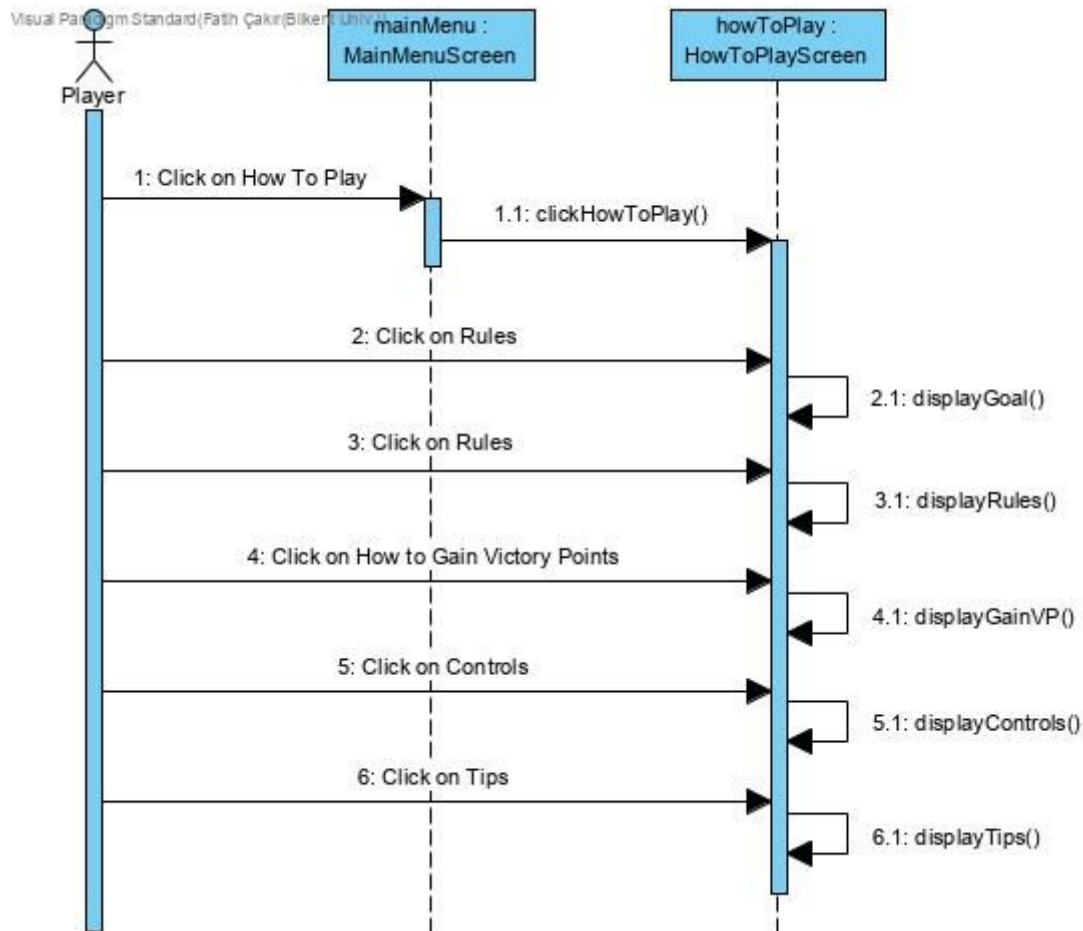 Visual Paradigm Standard(Fatih Çakır(Bilkent Univ.))
mainMenu :
MainMenuScreen
howToPlay :
HowToPlayScreen
Player
1: Click on How To Play
1.1: clickHowToPlay()
2: Click on Rules
2.1: displayGoal()
3: Click on Rules
3.1: displayRules()
4: Click on How to Gain Victory Points
4.1: displayGainVP()
5: Click on Controls
5.1: displayControls()
6: Click on Tips
6.1: displayTips()